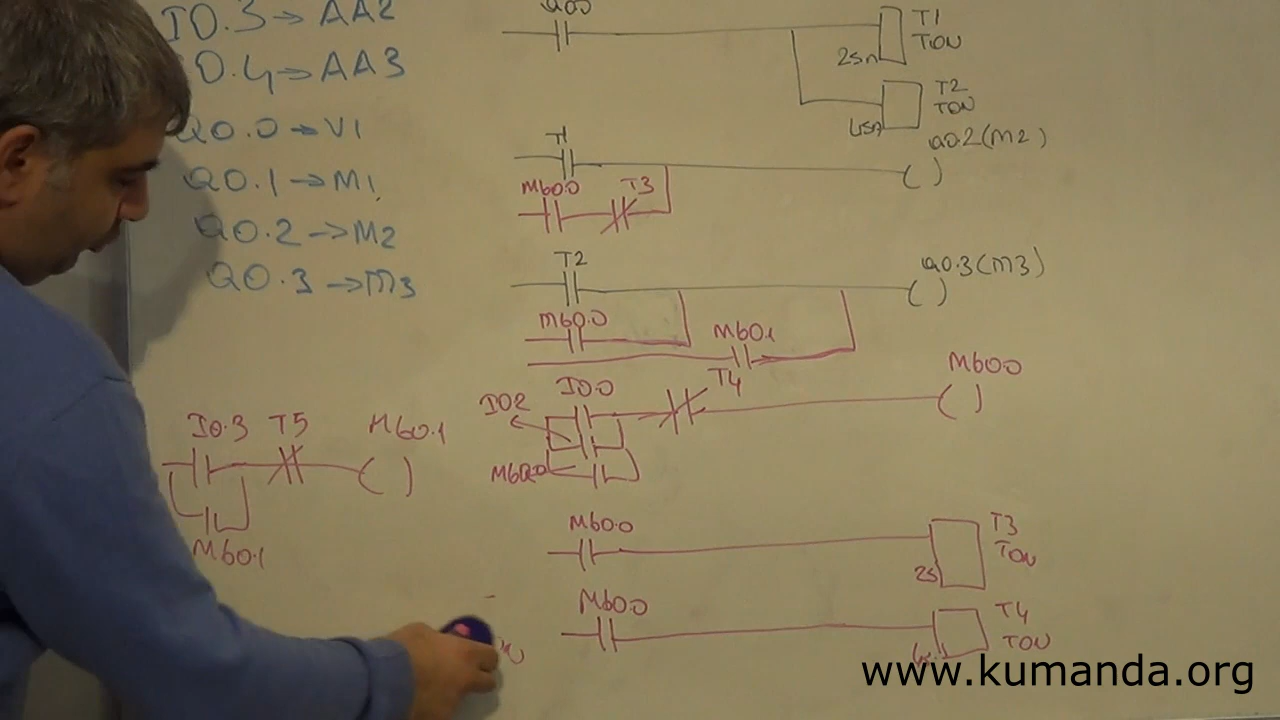 I0.3 → AA2
I0.4 → AA3
Q0.0 → V1
Q0.1 → M1
Q0.2 → M2
Q0.3 → M3
Q0.0
T1
TON
2sn
T2
TON
4sn
T1
Q0.2(M2)
M60.0 T3
T2
Q0.3(M3)
M60.0
M60.1
I0.0 T4 M60.0
I0.2
M60.0
I0.3 T5 M60.1
M60.1
M60.0
T3
TON
2s
M60.0
T4
TON
www.kumanda.org